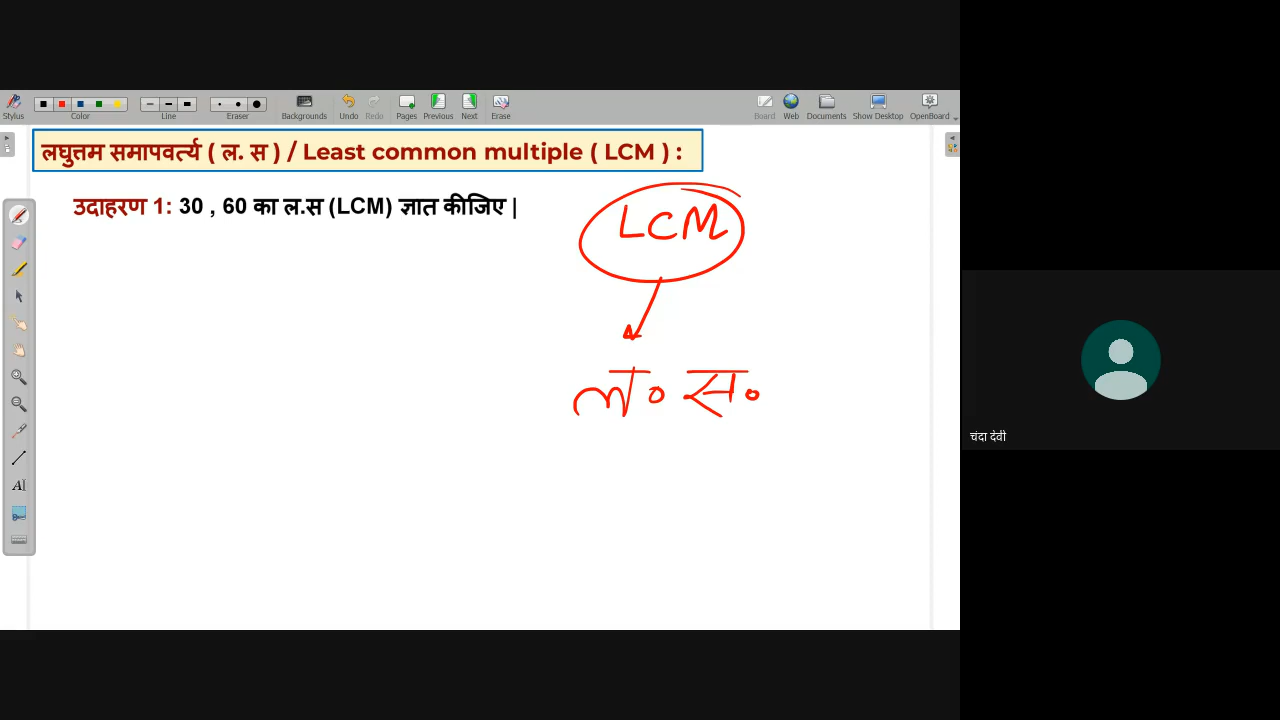 Stylus
Color
Line
Eraser
Backgrounds
Undo
Redo
Pages
Previous
Next
Erase
Board
Web
Documents
Show Desktop
OpenBoard
लघुत्तम समापवर्त्य ( ल. स ) / Least common multiple ( LCM ) :
उदाहरण 1: 30 , 60 का ल.स (LCM) ज्ञात कीजिए |
LCM
ल० स०
चंदा देवी